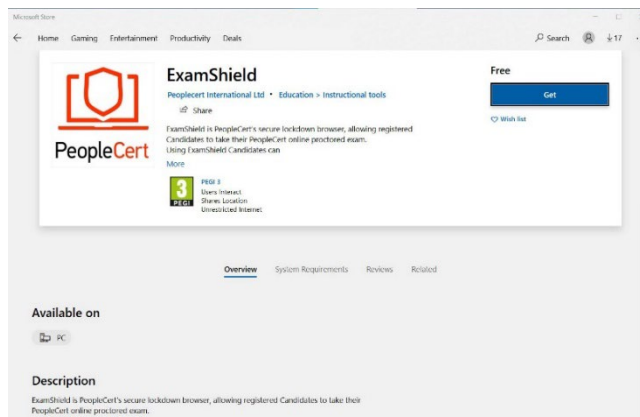 Microsoft Store
Home Gaming Entertainment Productivity Deals Search 17
ExamShield
Peoplecert International Ltd • Education > Instructional tools
Share
ExamShield is PeopleCert's secure lockdown browser, allowing registered
Candidates to take their PeopleCert online proctored exam.
Using ExamShield Candidates can
More
PeopleCert
3
PEGI
PEGI 3
Users Interact
Shares Location
Unrestricted Internet
Free
Get
Wish list
Overview System Requirements Reviews Related
Available on
PC
Description
ExamShield is PeopleCert's secure lockdown browser, allowing registered Candidates to take their
PeopleCert online proctored exam.